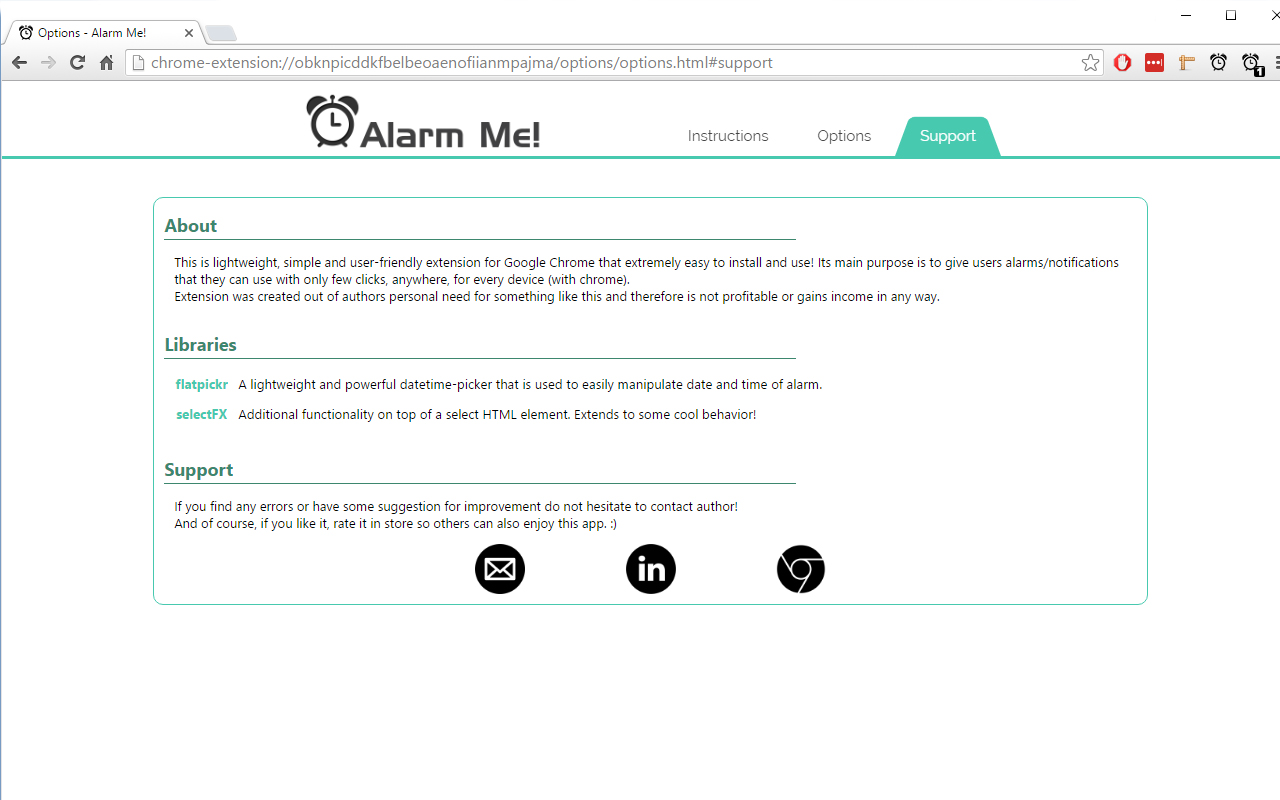 Options - Alarm Me!
chrome-extension://obknpicddkfbelbeoaenofiianmpajma/options/options.html#support
1
Alarm Me!
Instructions
Options
Support
About
This is lightweight, simple and user-friendly extension for Google Chrome that extremely easy to install and use! Its main purpose is to give users alarms/notifications
that they can use with only few clicks, anywhere, for every device (with chrome).
Extension was created out of authors personal need for something like this and therefore is not profitable or gains income in any way.
Libraries
flatpickr A lightweight and powerful datetime-picker that is used to easily manipulate date and time of alarm.
selectFX Additional functionality on top of a select HTML element. Extends to some cool behavior!
Support
If you find any errors or have some suggestion for improvement do not hesitate to contact author!
And of course, if you like it, rate it in store so others can also enjoy this app. :)
in